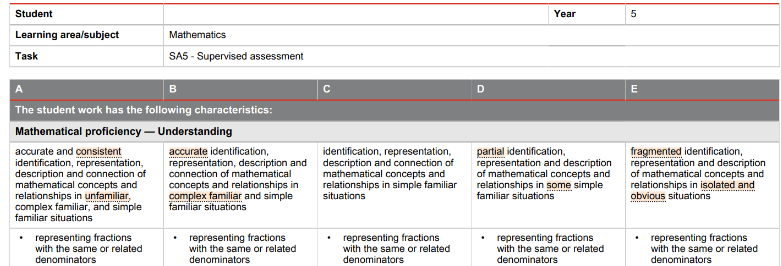 Student Year 5
Learning area/subject Mathematics
Task SA5 - Supervised assessment
A B C D E
The student work has the following characteristics:
Mathematical proficiency — Understanding
accurate and consistent
identification, representation,
description and connection of
mathematical concepts and
relationships in unfamiliar,
complex familiar, and simple
familiar situations
accurate identification,
representation, description and
connection of mathematical
concepts and relationships in
complex familiar and simple
familiar situations
identification, representation,
description and connection of
mathematical concepts and
relationships in simple familiar
situations
partial identification,
representation and description
of mathematical concepts and
relationships in some simple
familiar situations
fragmented identification,
representation and description
of mathematical concepts and
relationships in isolated and
obvious situations
• representing fractions
with the same or related
denominators
• representing fractions
with the same or related
denominators
• representing fractions
with the same or related
denominators
• representing fractions
with the same or related
denominators
• representing fractions
with the same or related
denominators